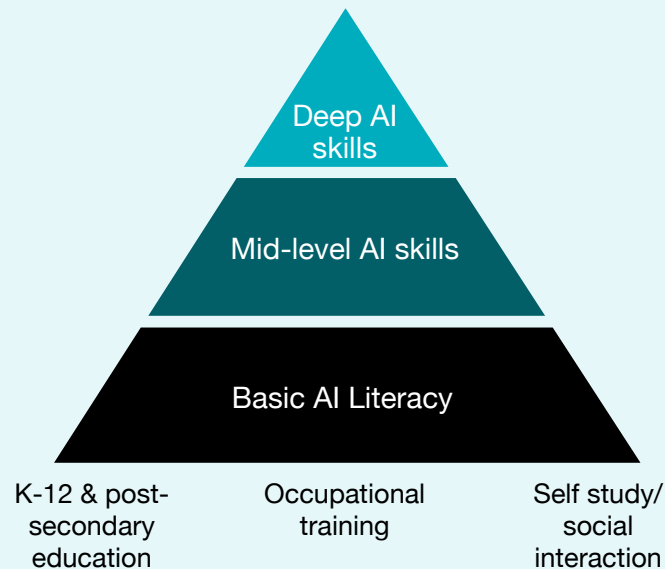 Deep AI
skills
Mid-level AI skills
Basic AI Literacy
K-12 & post-
secondary
education
Occupational
training
Self study/
social
interaction